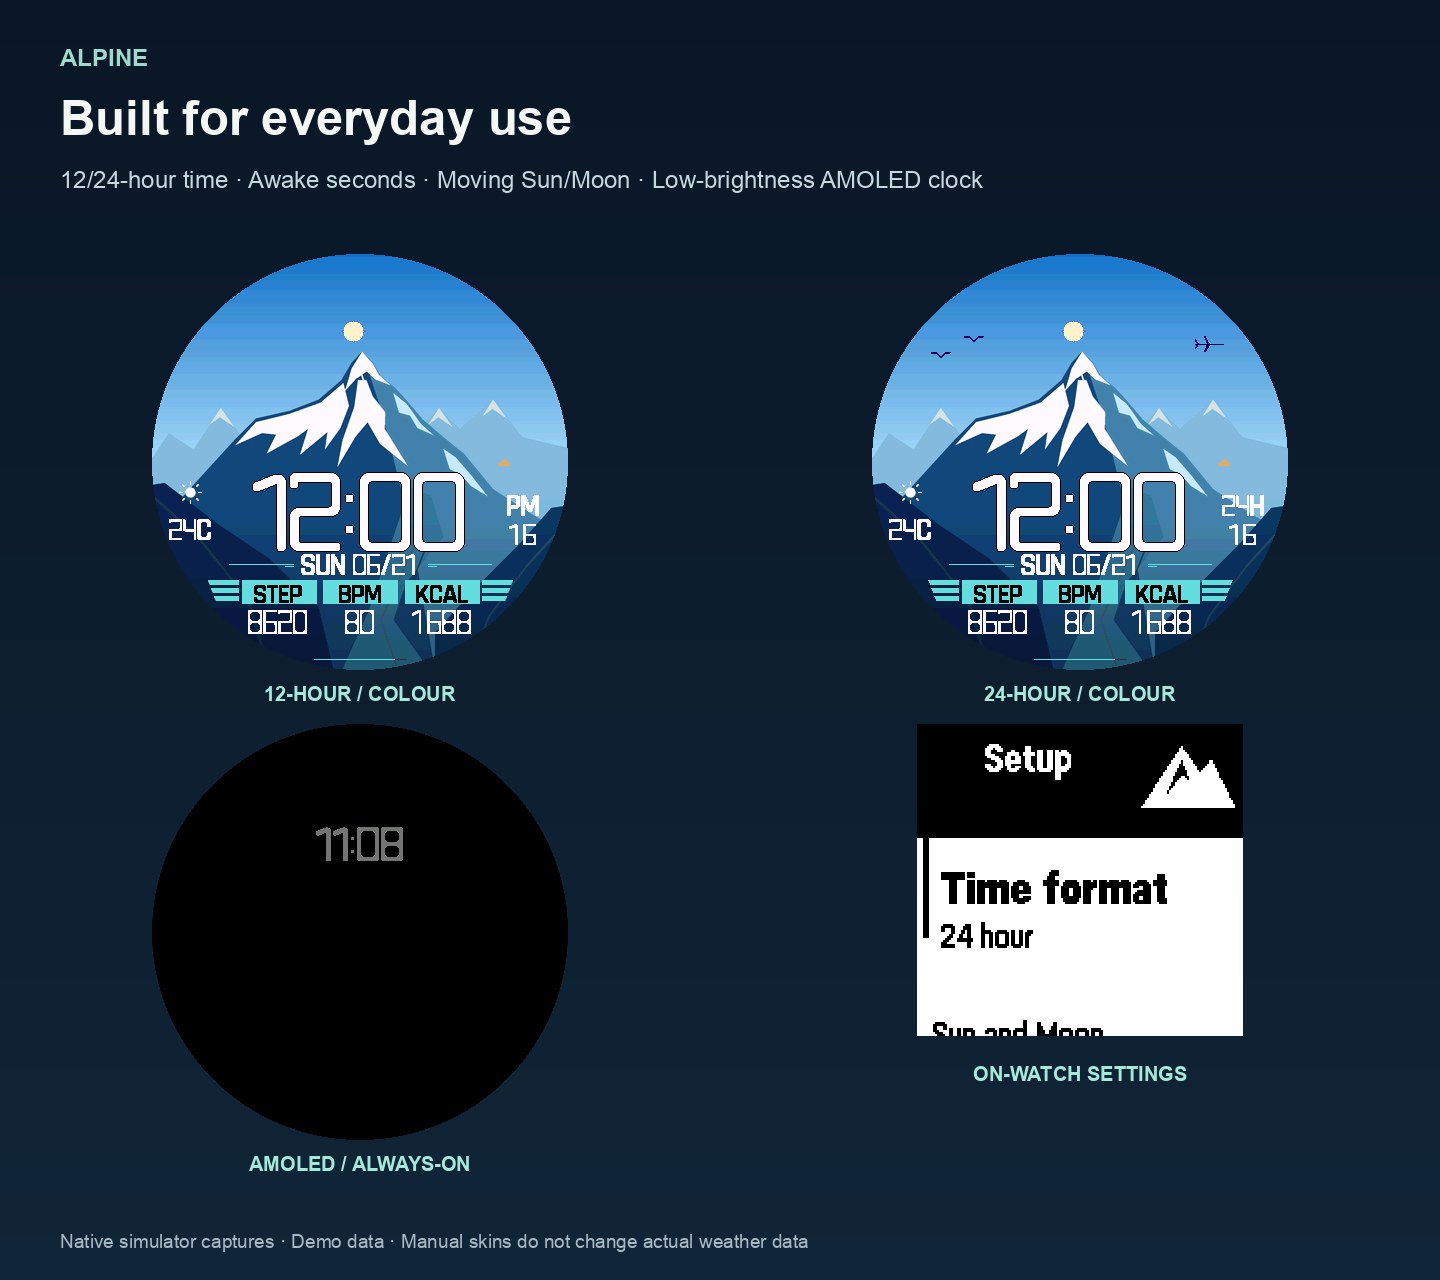 ALPINE
Built for everyday use
12/24-hour time · Awake seconds · Moving Sun/Moon · Low-brightness AMOLED clock
12:00
24C
PM
16
SUN 06/21
STEP BPM KCAL
8620 80 1688
12-HOUR / COLOUR
12:00
24C
24H
16
SUN 06/21
STEP BPM KCAL
8620 80 1688
24-HOUR / COLOUR
11:08
AMOLED / ALWAYS-ON
Setup
Time format
24 hour
Sun and Moon
ON-WATCH SETTINGS
Native simulator captures · Demo data · Manual skins do not change actual weather data